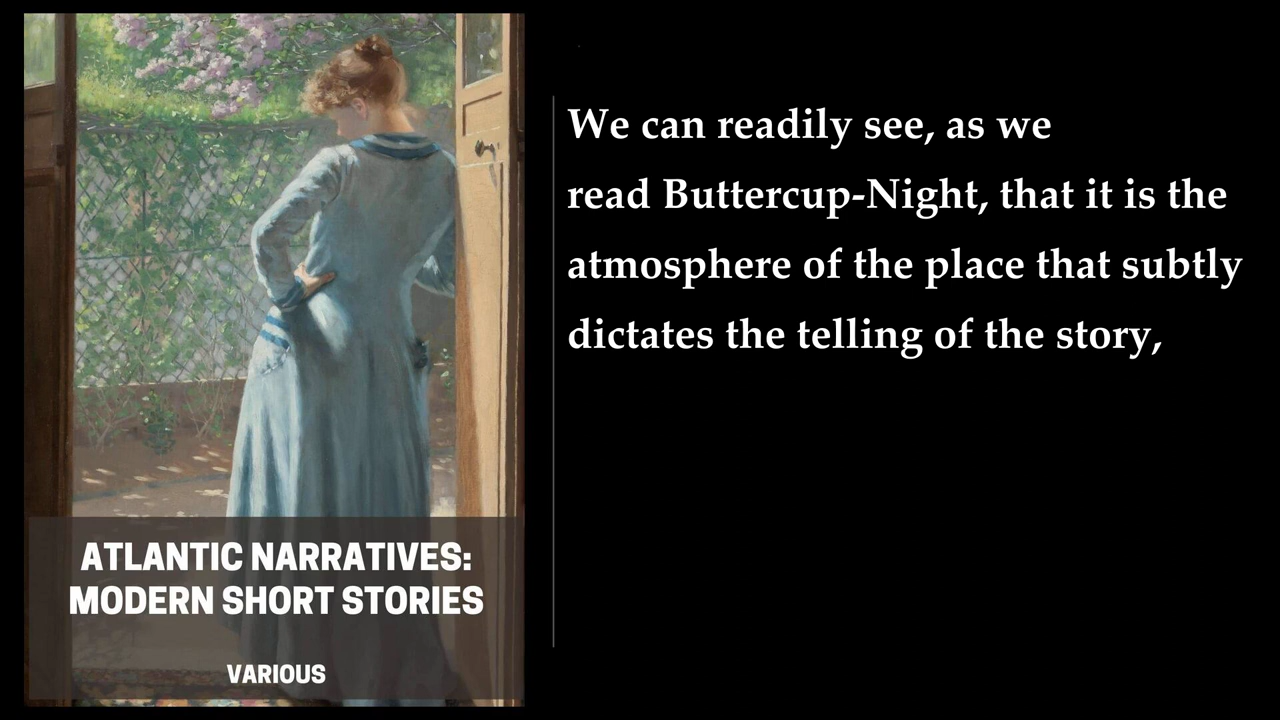 ATLANTIC NARRATIVES:
MODERN SHORT STORIES
VARIOUS
We can readily see, as we
read Buttercup-Night, that it is the
atmosphere of the place that subtly
dictates the telling of the story,